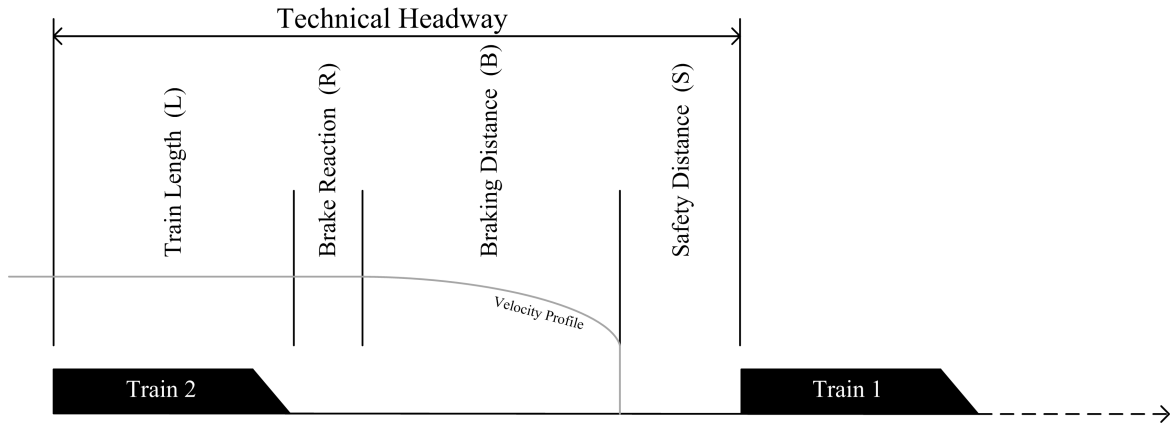 Technical Headway
Train Length (L)
Brake Reaction (R)
Braking Distance (B)
Safety Distance (S)
Velocity Profile
Train 2
Train 1